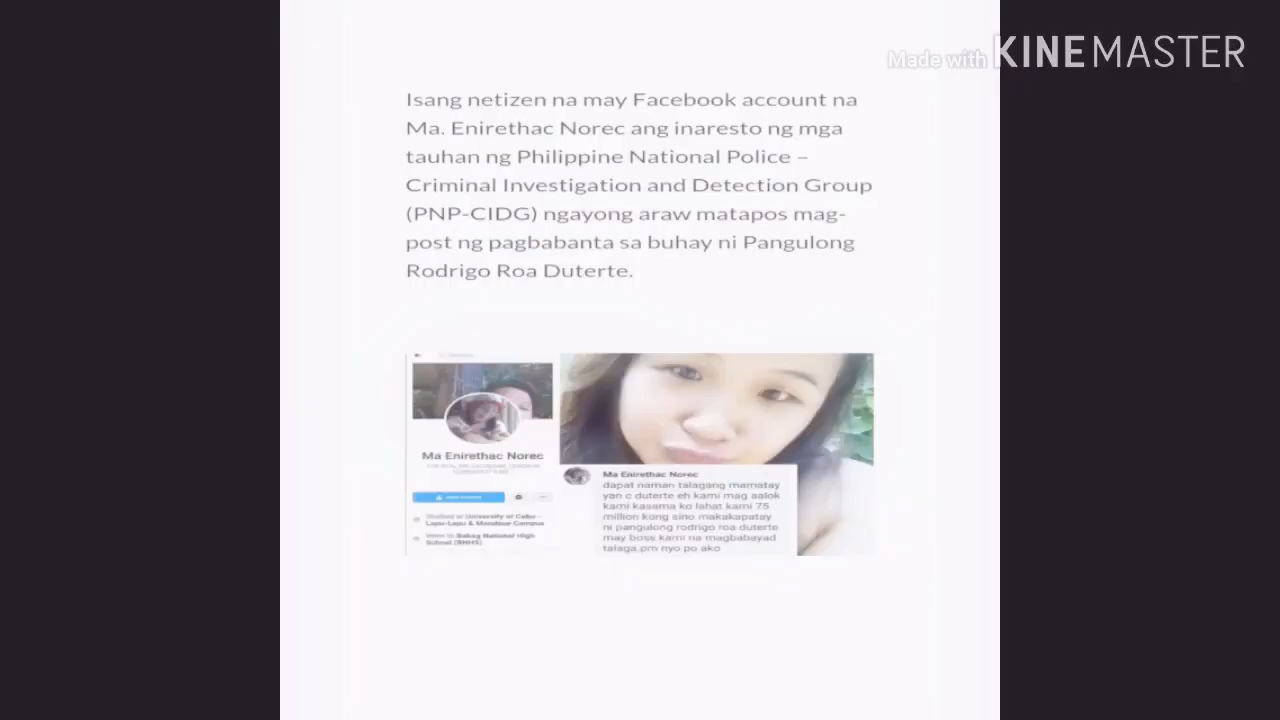 Made with KINEMASTER
Isang netizen na may Facebook account na
Ma. Enirethac Norec ang inaresto ng mga
tauhan ng Philippine National Police –
Criminal Investigation and Detection Group
(PNP-CIDG) ngayong araw matapos mag-
post ng pagbabanta sa buhay ni Pangulong
Rodrigo Roa Duterte.
Ma Enirethac Norec
Studied at University of Cebu -
Lapu-Lapu & Mandaue Campus
Went to Babag National High
School (BNHS)
Ma Enirethac Norec
dapat naman talagang mamatay
yan c duterte eh kami mag aalok
kami kasama ko lahat kami 75
million kong sino makakapatay
ni pangulong rodrigo roa duterte
may boss kami na magbabayad
talaga,pm nyo po ako